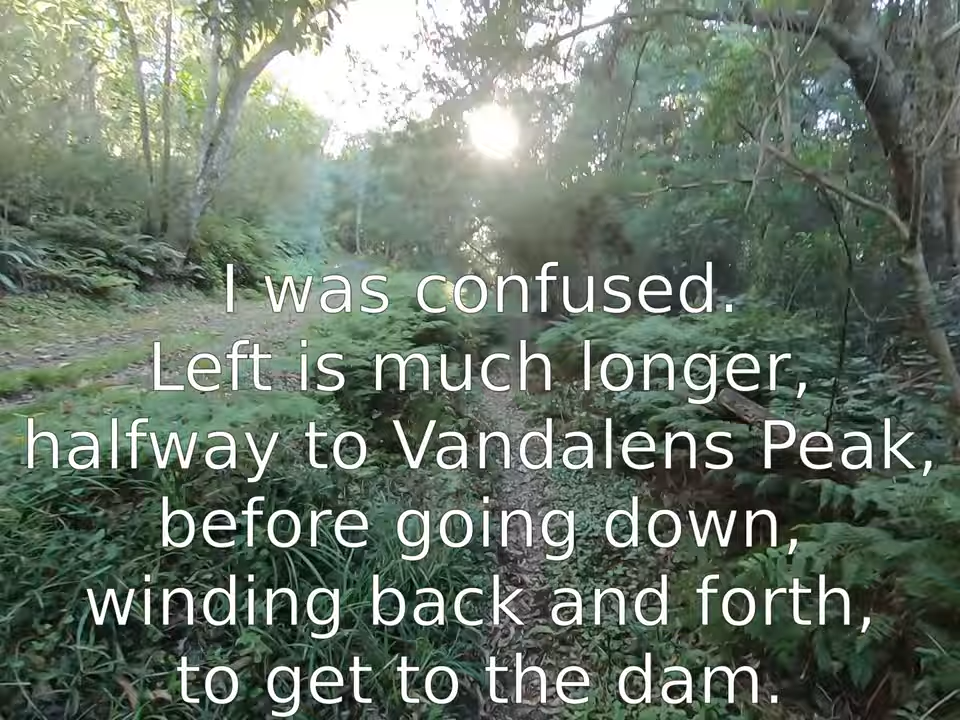 I was confused.
Left is much longer,
halfway to Vandalens Peak,
before going down,
winding back and forth,
to get to the dam.